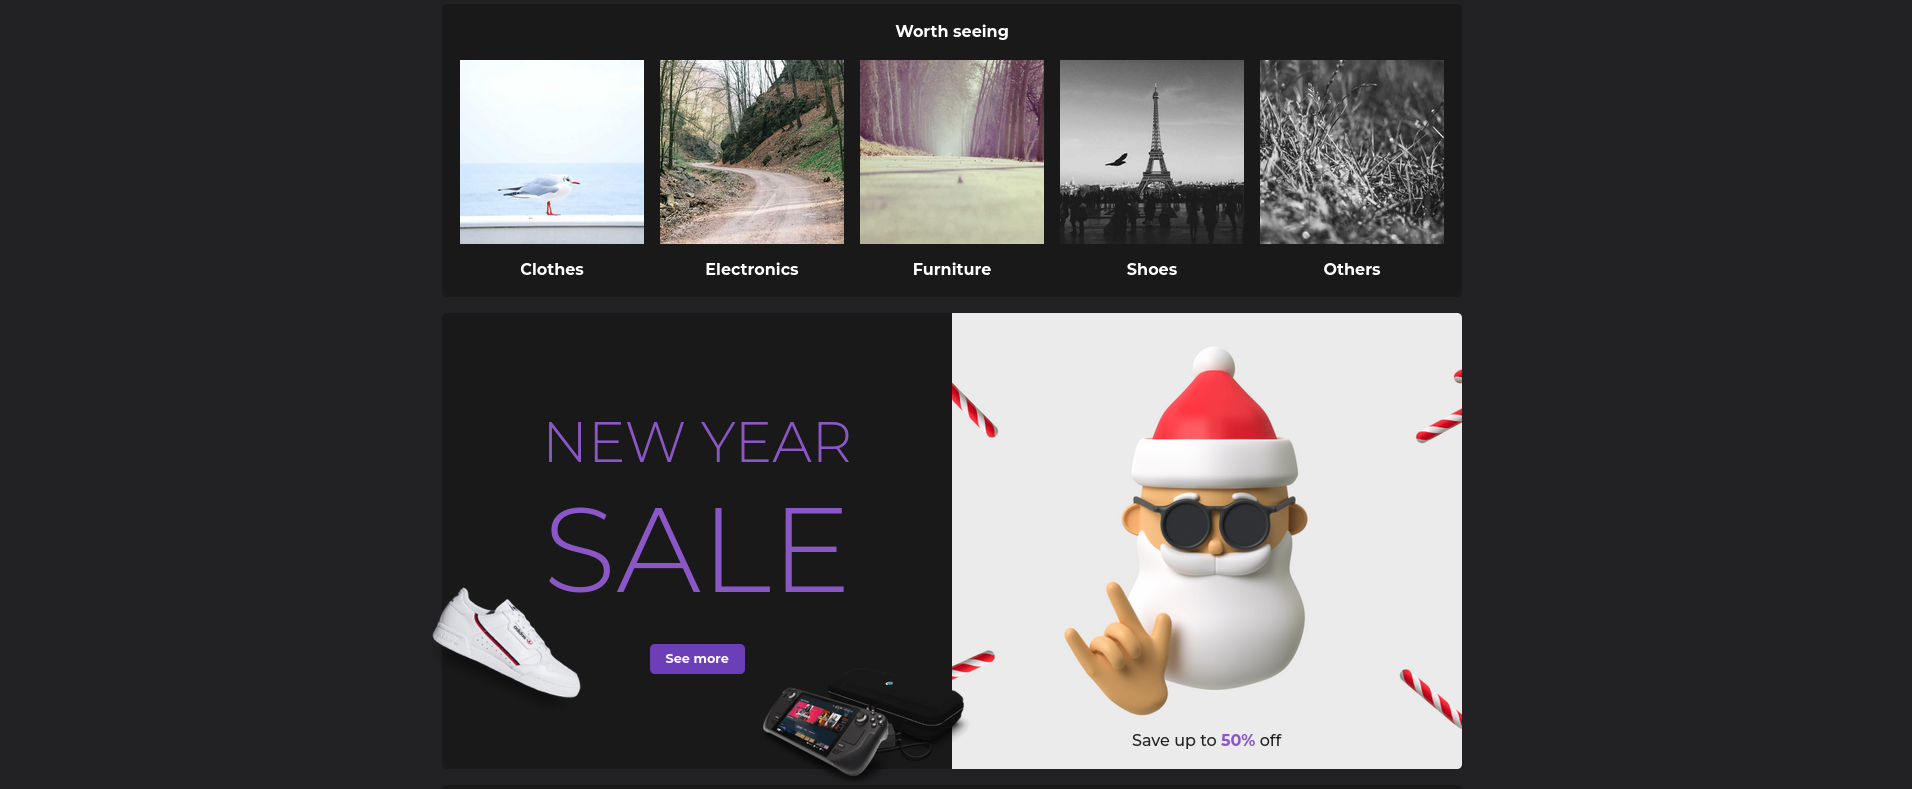 Worth seeing
Clothes
Electronics
Furniture
Shoes
Others
NEW YEAR
SALE
See more
Save up to 50% off